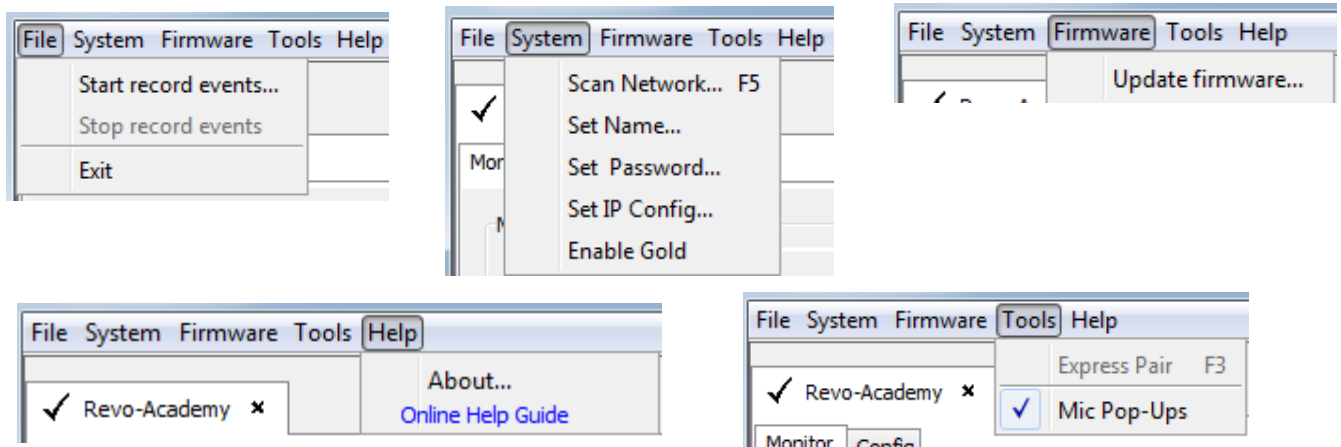 File System Firmware Tools Help
Start record events...
Stop record events
Exit
File System Firmware Tools Help
Scan Network... F5
Set Name...
Set Password...
Set IP Config...
Enable Gold
Mor
File System Firmware Tools Help
Update firmware...
File System Firmware Tools Help
About...
Online Help Guide
Revo-Academy
File System Firmware Tools Help
Express Pair F3
Mic Pop-Ups
Revo-Academy
Monitor Config